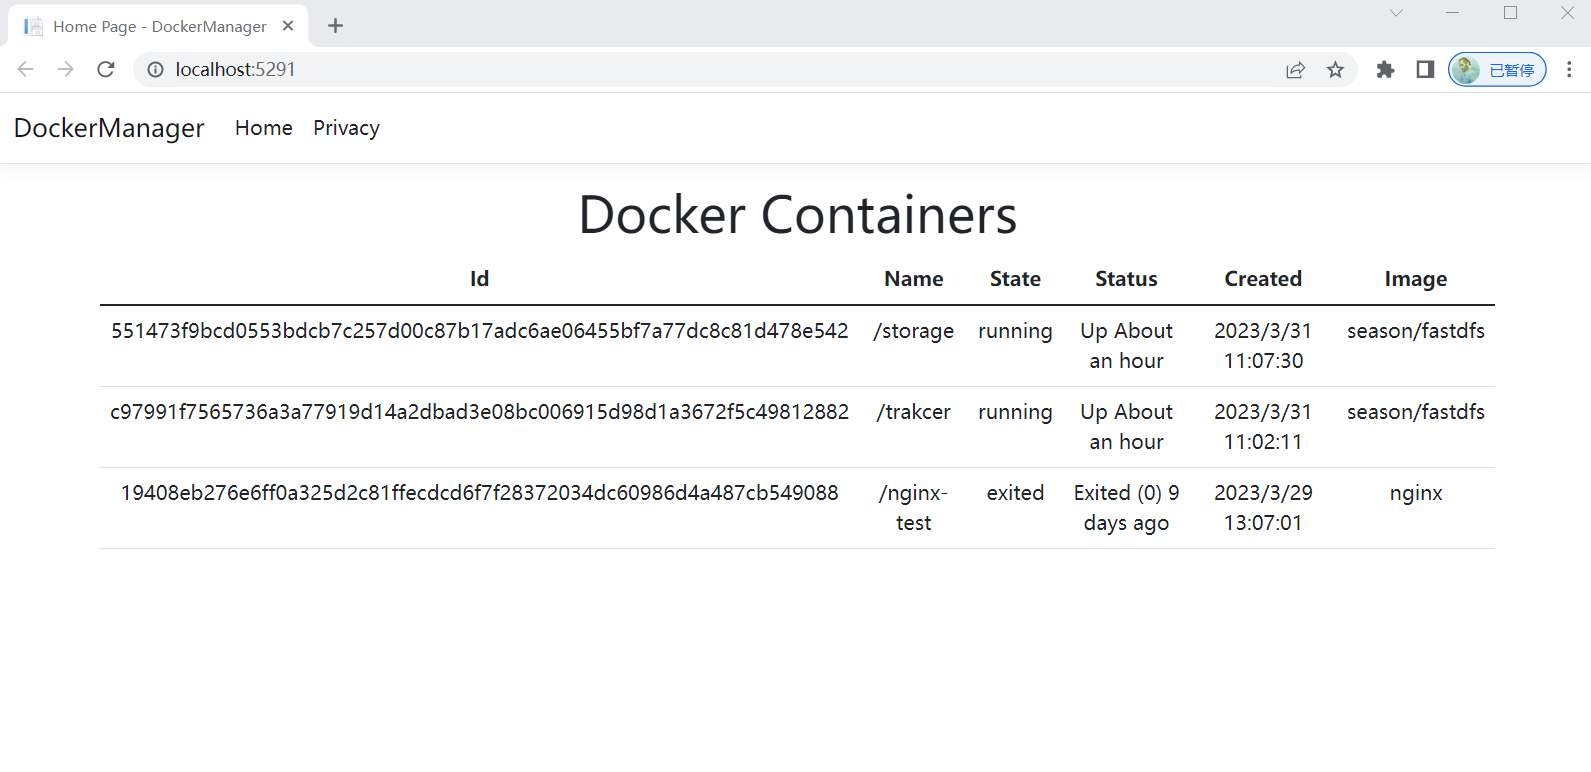 Home Page - DockerManager
localhost:5291
已暂停
DockerManager Home Privacy
Docker Containers
Id Name State Status Created Image
551473f9bcd0553bdcb7c257d00c87b17adc6ae06455bf7a77dc8c81d478e542 /storage running Up About 2023/3/31 season/fastdfs
an hour 11:07:30
c97991f7565736a3a77919d14a2dbad3e08bc006915d98d1a3672f5c49812882 /trakcer running Up About 2023/3/31 season/fastdfs
an hour 11:02:11
19408eb276e6ff0a325d2c81ffecdcd6f7f28372034dc60986d4a487cb549088 /nginx- exited Exited (0) 9 2023/3/29 nginx
test days ago 13:07:01